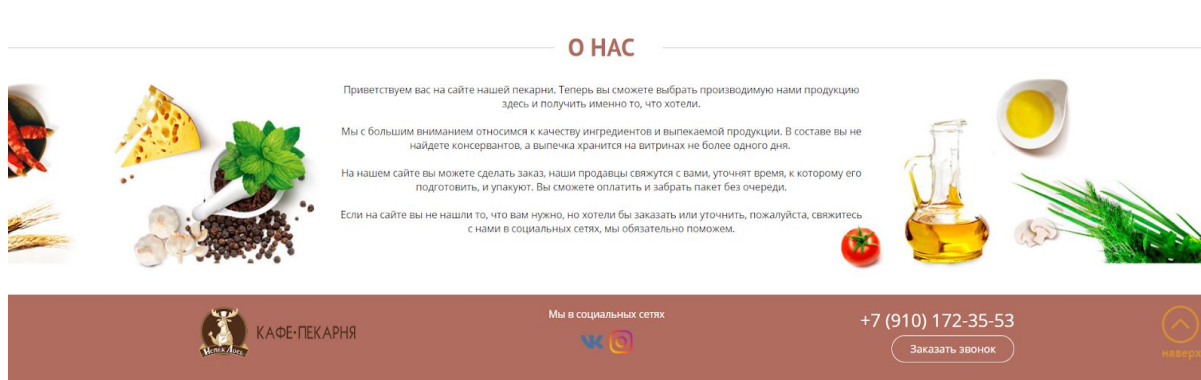 О НАС
Приветствуем вас на сайте нашей пекарни. Теперь вы сможете выбрать производимую нами продукцию
здесь и получить именно то, что хотели.
Мы с большим вниманием относимся к качеству ингредиентов и выпекаемой продукции. В составе вы не
найдете консервантов, а выпечка хранится на витринах не более одного дня.
На нашем сайте вы можете сделать заказ, наши продавцы свяжутся с вами, уточнят время, к которому его
подготовить, и упакуют. Вы сможете оплатить и забрать пакет без очереди.
Если на сайте вы не нашли то, что вам нужно, но хотели бы заказать или уточнить, пожалуйста, свяжитесь
с нами в социальных сетях, мы обязательно поможем.
Испек Лось
КАФЕ•ПЕКАРНЯ
Мы в социальных сетях
+7 (910) 172-35-53
Заказать звонок
наверх